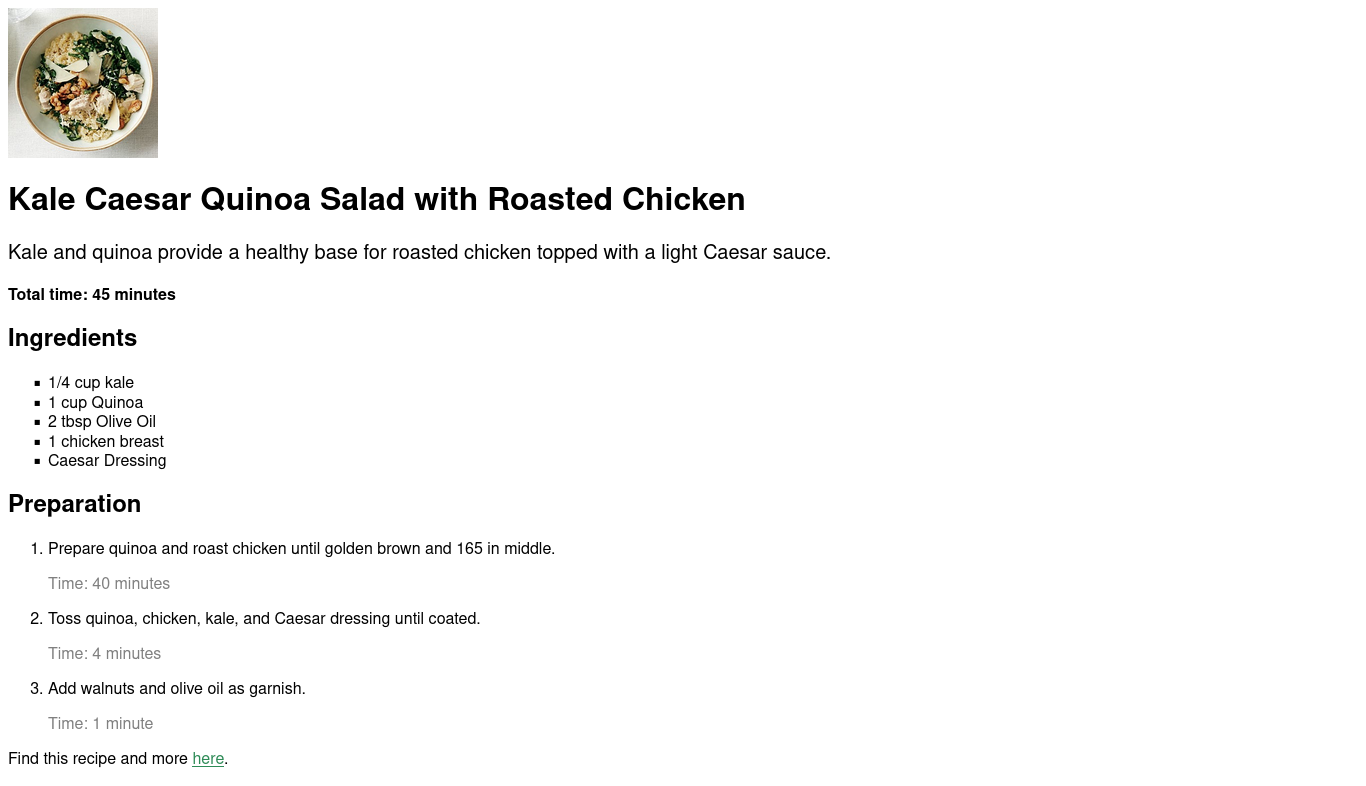 Kale Caesar Quinoa Salad with Roasted Chicken
Kale and quinoa provide a healthy base for roasted chicken topped with a light Caesar sauce.
Total time: 45 minutes
Ingredients
▪ 1/4 cup kale
▪ 1 cup Quinoa
▪ 2 tbsp Olive Oil
▪ 1 chicken breast
▪ Caesar Dressing
Preparation
1. Prepare quinoa and roast chicken until golden brown and 165 in middle.
Time: 40 minutes
2. Toss quinoa, chicken, kale, and Caesar dressing until coated.
Time: 4 minutes
3. Add walnuts and olive oil as garnish.
Time: 1 minute
Find this recipe and more here.